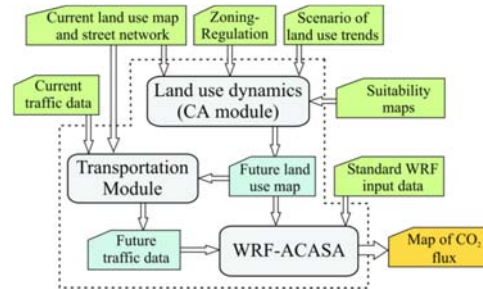 Current land use map
and street network
Zoning-
Regulation
Scenario of
land use trends
Current
traffic data
Land use dynamics
(CA module)
Suitability
maps
Transportation
Module
Future land
use map
Standard WRF
input data
Future
traffic data
WRF-ACASA
Map of CO₂
flux